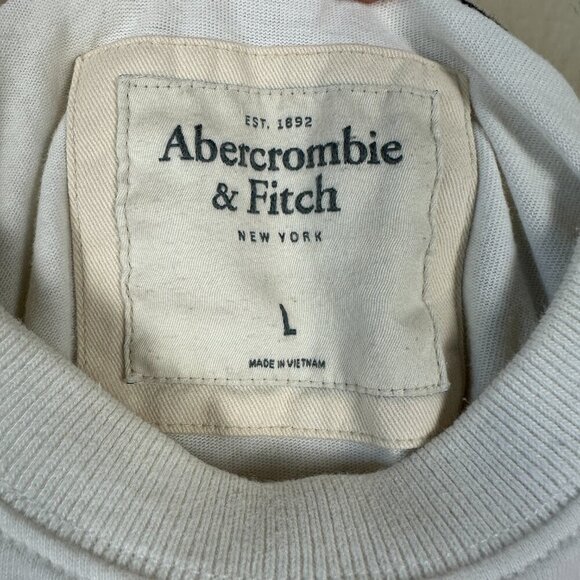 EST. 1892
Abercrombie
& Fitch
NEW YORK
L
MADE IN VIETNAM